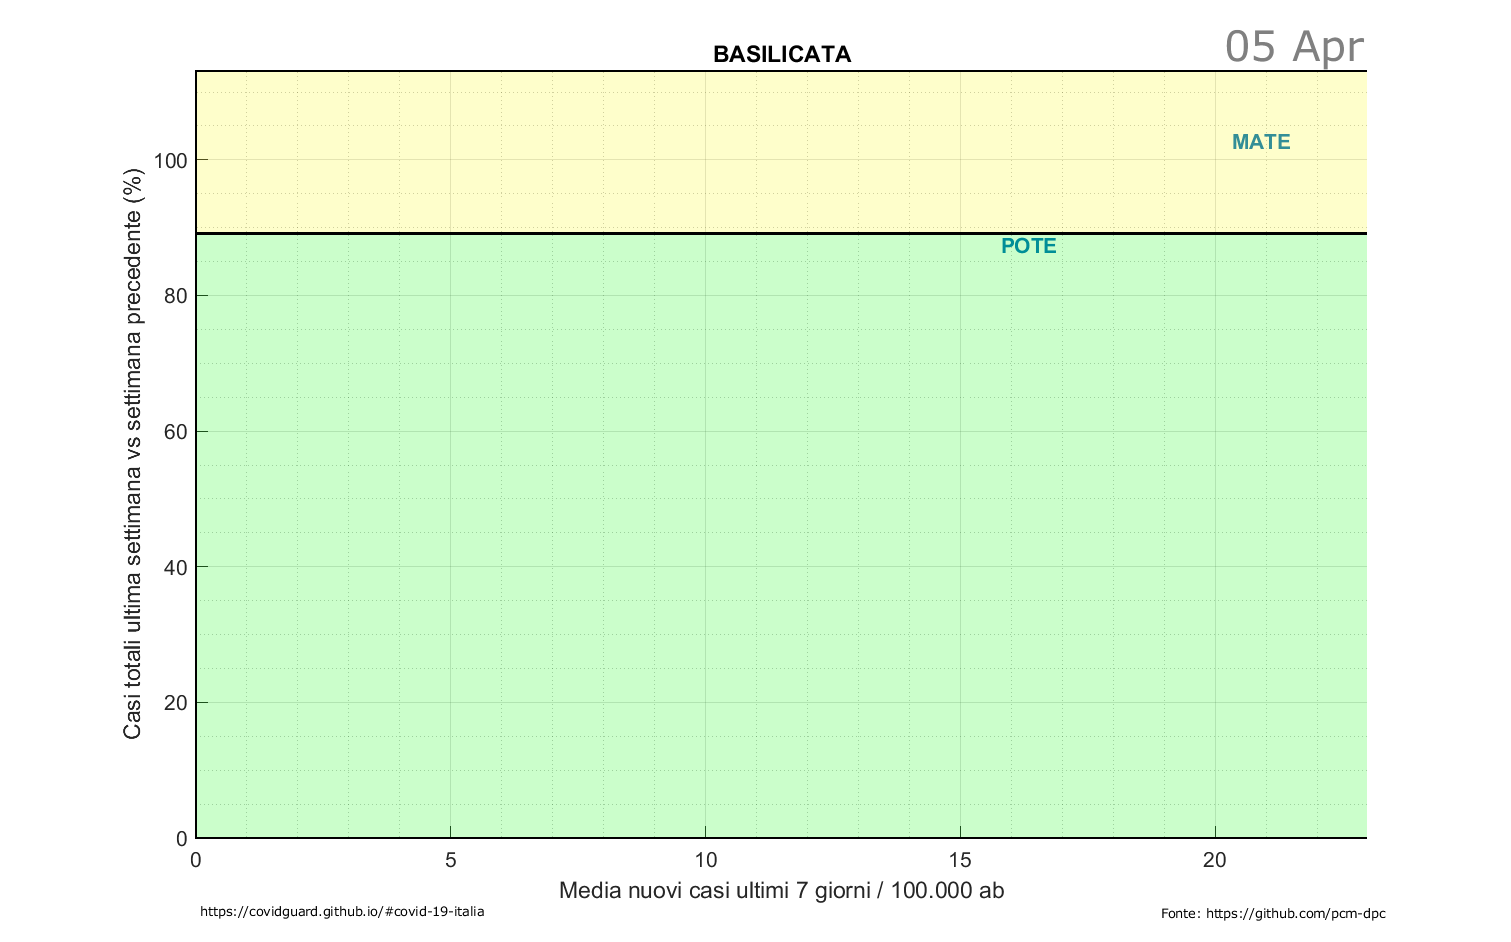 05 Apr
BASILICATA
MATE
POTE
100
80
60
40
20
0
Casi totali ultima settimana vs settimana precedente (%)
0 5 10 15 20
Media nuovi casi ultimi 7 giorni / 100.000 ab
https://covidguard.github.io/#covid-19-italia
Fonte: https://github.com/pcm-dpc